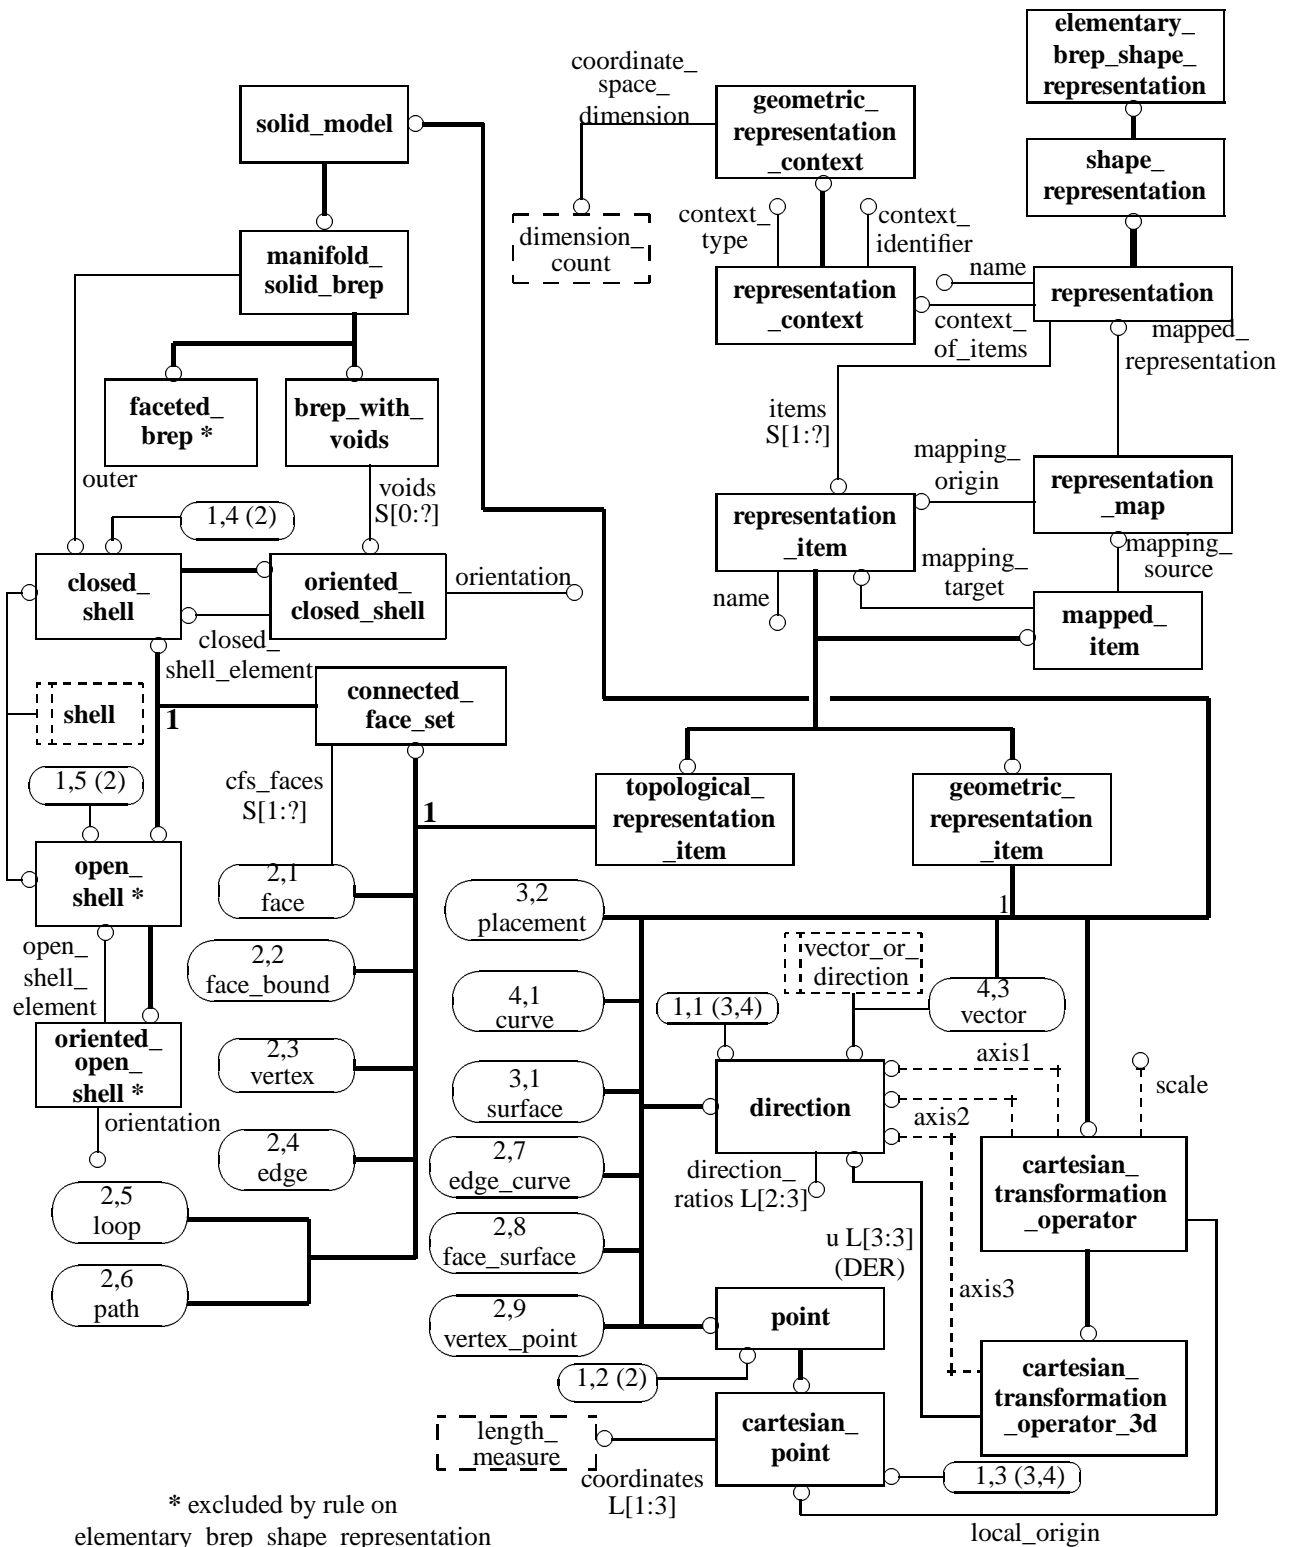 elementary_
brep_shape_
representation
coordinate_
space_
dimension
geometric_
representation
_context
solid_model
shape_
representation
dimension_
count
context_
type
context_
identifier
manifold_
solid_brep
representation
_context
name
representation
context_
of_items
mapped_
representation
faceted_
brep *
brep_with_
voids
items
S[1:?]
outer
voids
S[0:?]
mapping_
origin
representation
_map
1,4 (2)
representation
_item
mapping_
source
closed_
shell
oriented_
closed_shell
orientation
mapping_
target
name
mapped_
item
closed_
shell_element
connected_
face_set
shell
1
1,5 (2)
cfs_faces
S[1:?]
1
topological_
representation
_item
geometric_
representation
_item
open_
shell *
2,1
face
3,2
placement
1
open_
shell_
element
2,2
face_bound
vector_or_
direction
4,1
curve
1,1 (3,4)
4,3
vector
oriented_
open_
shell *
2,3
vertex
axis1
scale
3,1
surface
direction
axis2
orientation
2,4
edge
2,7
edge_curve
direction_
ratios L[2:3]
cartesian_
transformation
_operator
2,5
loop
2,8
face_surface
u L[3:3]
(DER)
axis3
2,6
path
2,9
vertex_point
point
1,2 (2)
cartesian_
transformation
_operator_3d
length_
measure
cartesian_
point
coordinates
L[1:3]
1,3 (3,4)
local_origin
* excluded by rule on
elementary_brep_shape_representation